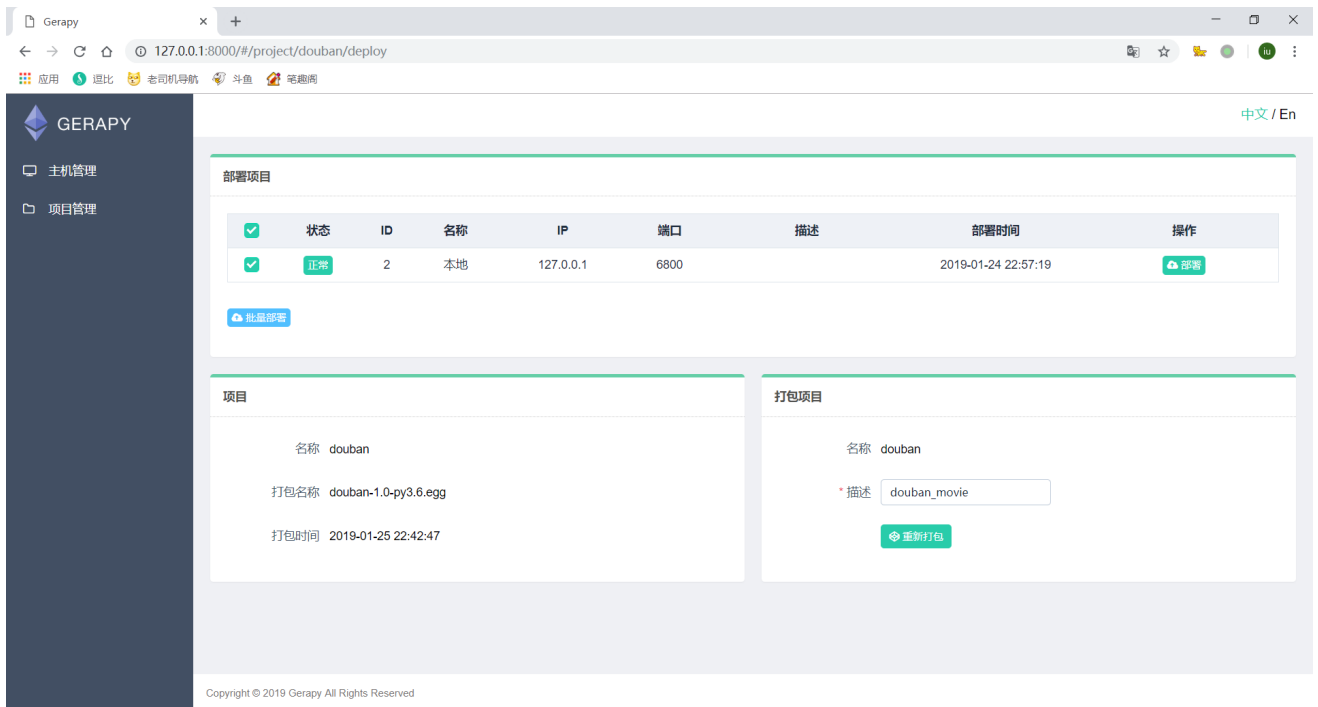 Gerapy
127.0.0.1:8000/#/project/douban/deploy
iu
应用 逗比 老司机导航 斗鱼 笔趣阁
GERAPY
中文 / En
主机管理
项目管理
部署项目
状态 ID 名称 IP 端口 描述 部署时间 操作
正常 2 本地 127.0.0.1 6800 2019-01-24 22:57:19 部署
批量部署
项目
名称 douban
打包名称 douban-1.0-py3.6.egg
打包时间 2019-01-25 22:42:47
打包项目
名称 douban
* 描述 douban_movie
重新打包
Copyright © 2019 Gerapy All Rights Reserved